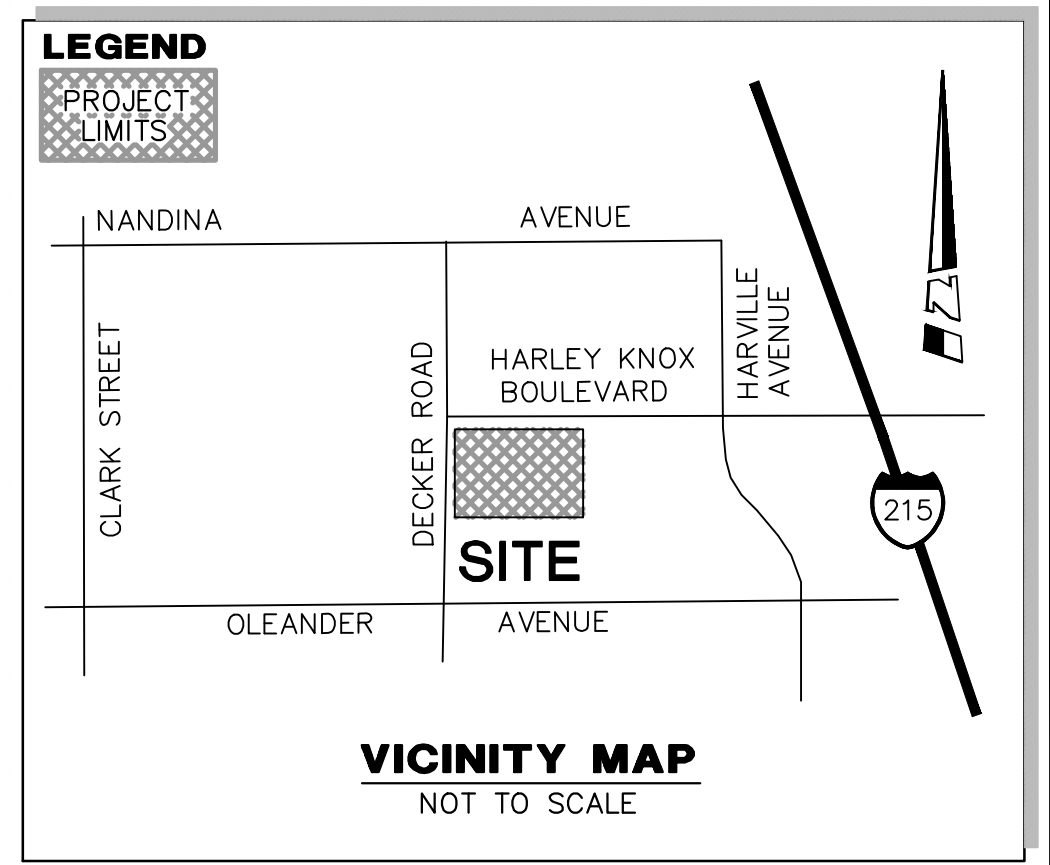 LEGEND
PROJECT
LIMITS
NANDINA AVENUE
HARVILLE
AVENUE
N
CLARK STREET
DECKER ROAD
HARLEY KNOX
BOULEVARD
215
SITE
OLEANDER AVENUE
VICINITY MAP
NOT TO SCALE